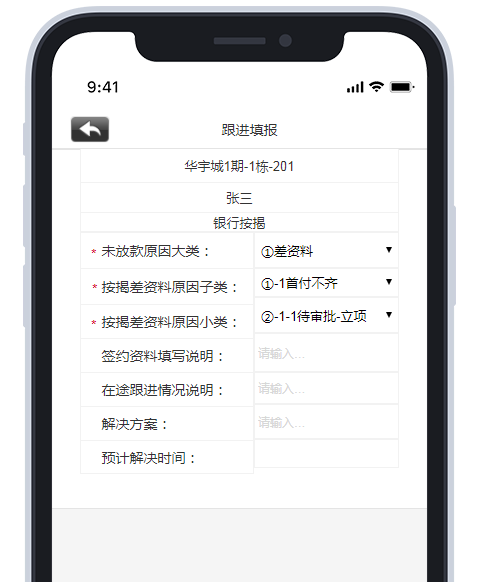 9:41
跟进填报
华宇城1期-1栋-201
张三
银行按揭
* 未放款原因大类： ①差资料
* 按揭差资料原因子类： ①-1首付不齐
* 按揭差资料原因小类： ②-1-1待审批-立项
签约资料填写说明： 请输入...
在途跟进情况说明： 请输入...
解决方案： 请输入...
预计解决时间：